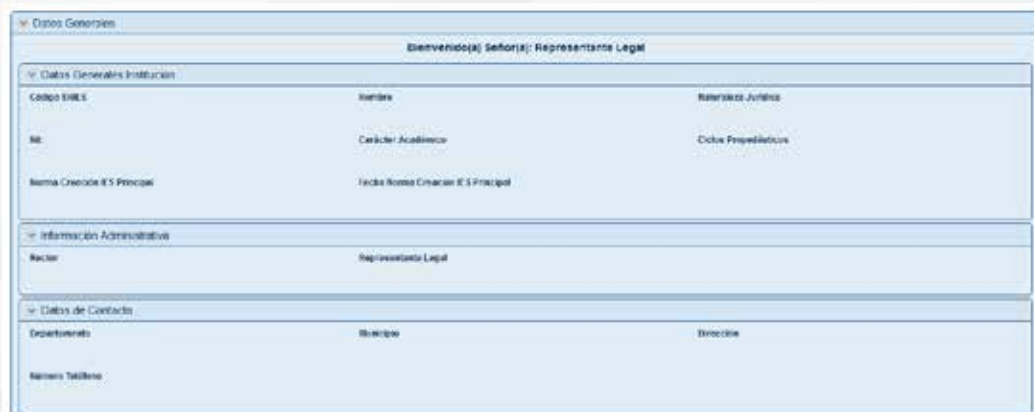 Datos Generales
Bienvenido(a) Señor(a): Representante Legal
Datos Generales Institución
Código SNIES Nombre Naturaleza Jurídica
Nit Carácter Académico Ciclos Propedéuticos
Norma Creación IES Principal Fecha Norma Creación IES Principal
Información Administrativa
Rector Representante Legal
Datos de Contacto
Departamento Municipio Dirección
Número Teléfono